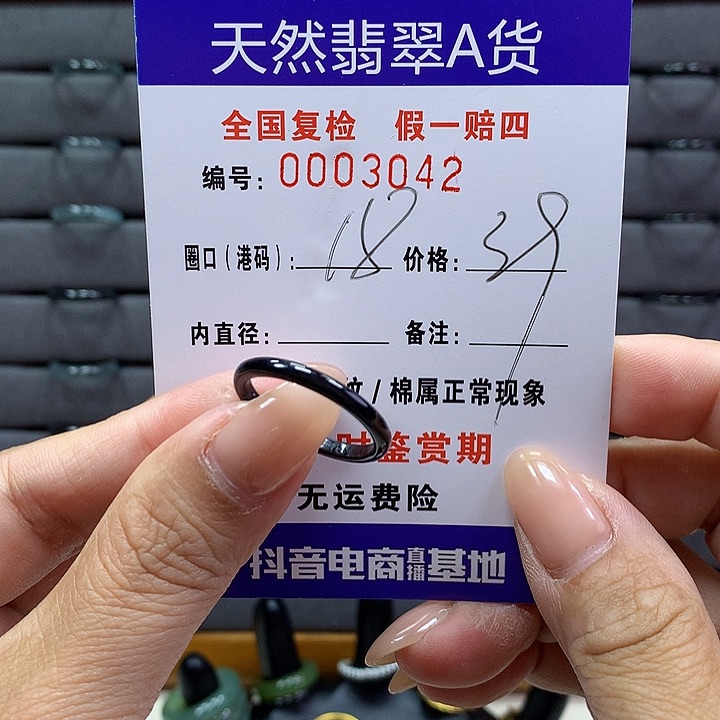 天然翡翠A货
全国复检 假一赔四
编号：0003042
圈口（港码）：18 价格：39
内直径： 备注：
纹/棉属正常现象
时鉴赏期
无运费险
抖音电商直播基地